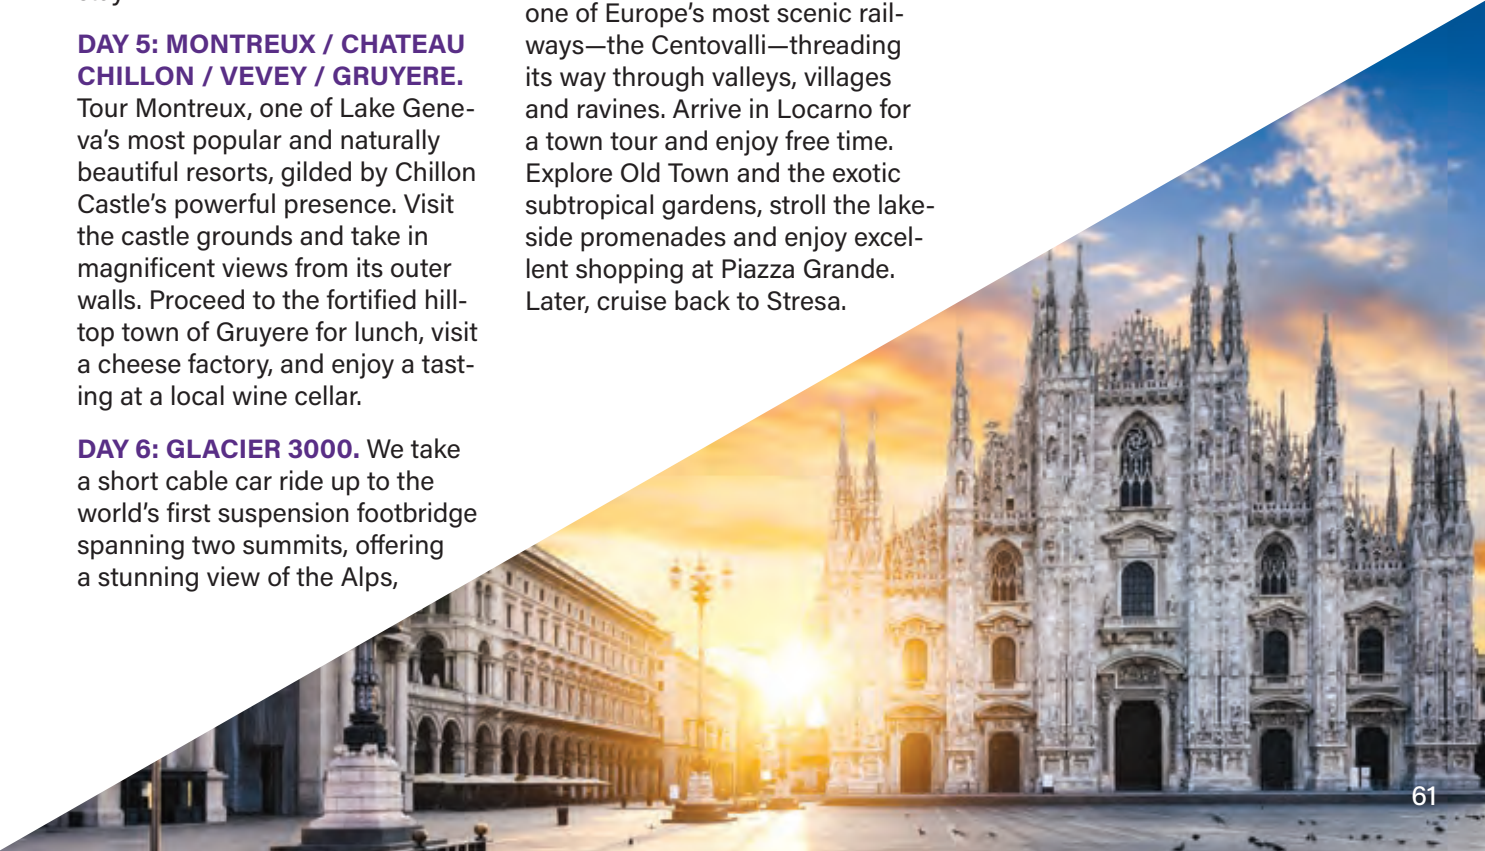 DAY 5: MONTREUX / CHATEAU
CHILLON / VEVEY / GRUYERE.
Tour Montreux, one of Lake Gene-
va's most popular and naturally
beautiful resorts, gilded by Chillon
Castle's powerful presence. Visit
the castle grounds and take in
magnificent views from its outer
walls. Proceed to the fortified hill-
top town of Gruyere for lunch, visit
a cheese factory, and enjoy a tast-
ing at a local wine cellar.
DAY 6: GLACIER 3000. We take
a short cable car ride up to the
world's first suspension footbridge
spanning two summits, offering
a stunning view of the Alps,
one of Europe's most scenic rail-
ways—the Centovalli—threading
its way through valleys, villages
and ravines. Arrive in Locarno for
a town tour and enjoy free time.
Explore Old Town and the exotic
subtropical gardens, stroll the lake-
side promenades and enjoy excel-
lent shopping at Piazza Grande.
Later, cruise back to Stresa.
61